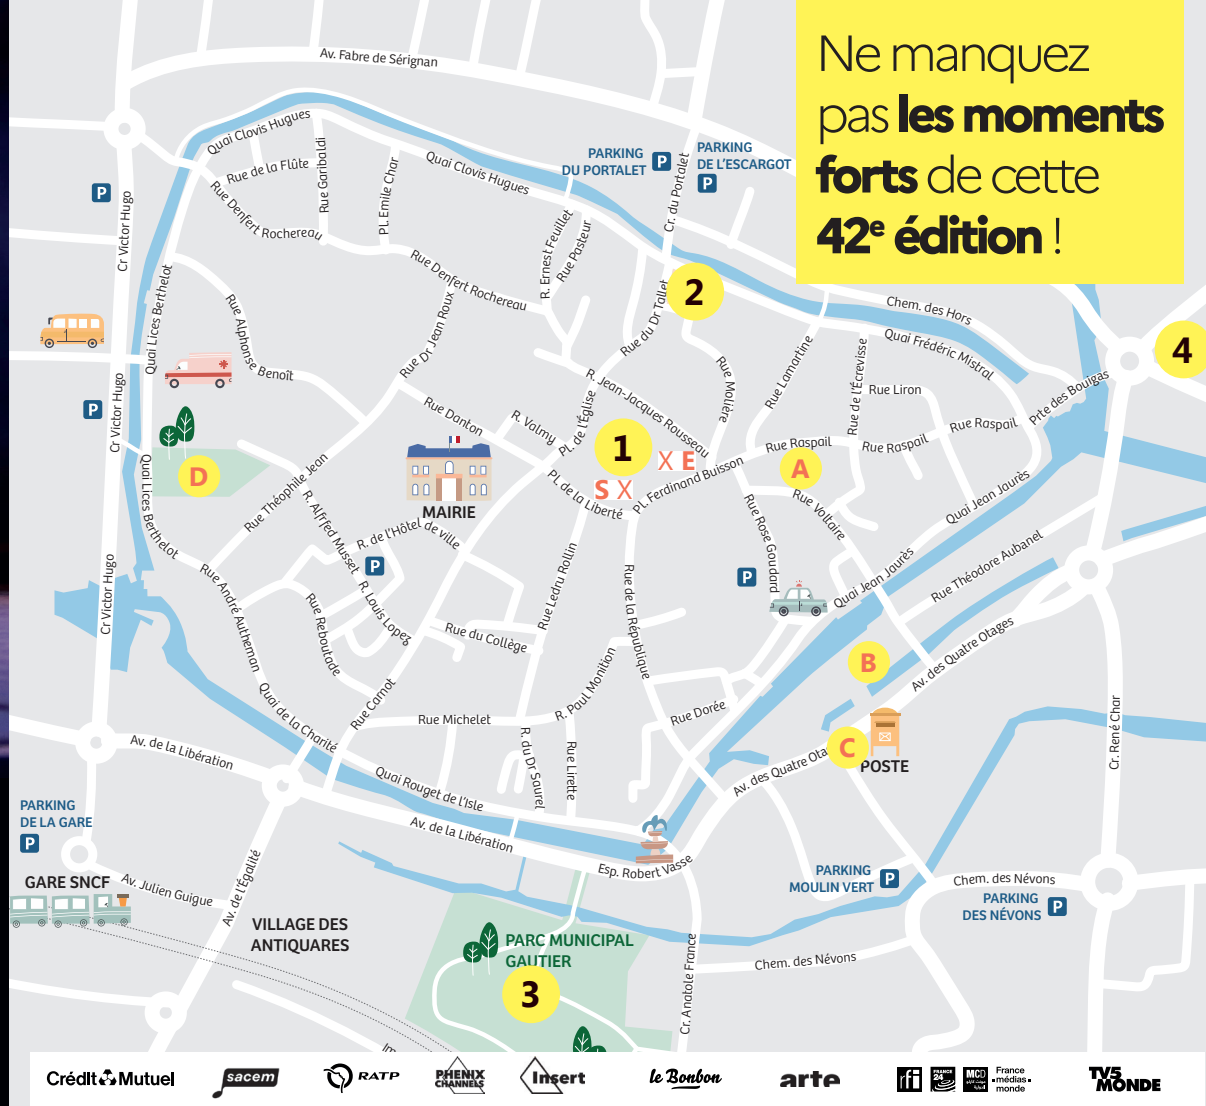 Ne manquez
pas les moments
forts de cette
42e édition !
Av. Fabre de Sérignan
Quai Clovis Hugues
Rue de la Flûte
Rue Garibaldi
Pl. Emile Char
Quai Clovis Hugues
PARKING
DU PORTALET
P
PARKING
DE L'ESCARGOT
P
Cr. du Portalet
P
Cr Victor Hugo
Rue Denfert Rochereau
Rue Denfert Rochereau
R. Ernest Feuillet
Rue Pasteur
2
Quai Lices Berthelot
Rue Alphonse Benoît
Rue Dr Jean Roux
Rue du Dr Tallet
Chem. des Hors
Quai Frédéric Mistral
4
Rue Lamartine
Rue de l'Écrevisse
Rue Molière
Rue Liron
Prte des Bouigas
P
Cr Victor Hugo
Rue Danton
R. Valmy
Pl. de l'Église
R. Jean-Jacques Rousseau
1
X E
S X
Rue Raspail
Rue Raspail
Rue Raspail
A
D
Quai Lices Berthelot
Rue Théophile Jean
MAIRIE
Pl. de la Liberté
Pl. Ferdinand Buisson
Rue Voltaire
Quai Jean Jaurès
R. Alfrfed Musset
R. de l'Hôtel de ville
P
Rue Rose Goudard
P
Cr Victor Hugo
Rue André Autheman
Rue Reboutade
R. Louis Lopez
Rue du Collège
Rue Ledru Rollin
Rue de la République
Quai Jean Jaurès
Rue Théodore Aubanel
B
Av. des Quatre Otages
Quai de la Charité
Rue Carnot
Rue Michelet
R. Paul Monition
Rue Dorée
C
POSTE
Cr. René Char
Av. de la Libération
Quai Rouget de l'Isle
R. du Dr Saurel
Rue Lirette
Av. des Quatre Ota
PARKING
DE LA GARE
P
Av. de la Libération
Esp. Robert Vasse
GARE SNCF
Av. Julien Guigue
Av. de l'Égalité
PARKING
MOULIN VERT
P
Chem. des Névons
PARKING
DES NÉVONS
P
VILLAGE DES
ANTIQUARES
PARC MUNICIPAL
GAUTIER
3
Cr. Anatole France
Chem. des Névons
Im
Crédit Mutuel
sacem
RATP
PHENIX
CHANNELS
Insert
le Bonbon
arte
rfi
FRANCE
24
MCD
France
médias
monde
TV5
MONDE